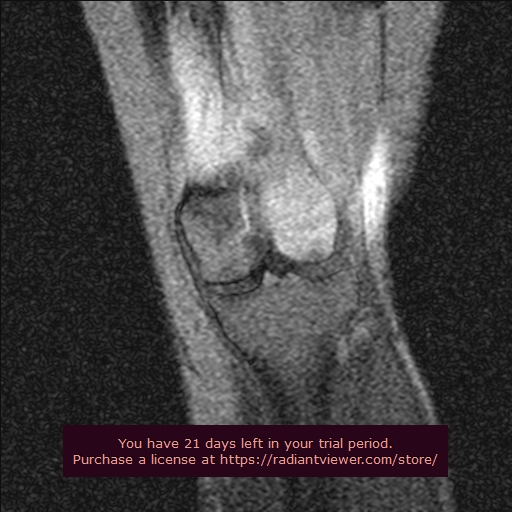 You have 21 days left in your trial period.
Purchase a license at https://radiantviewer.com/store/